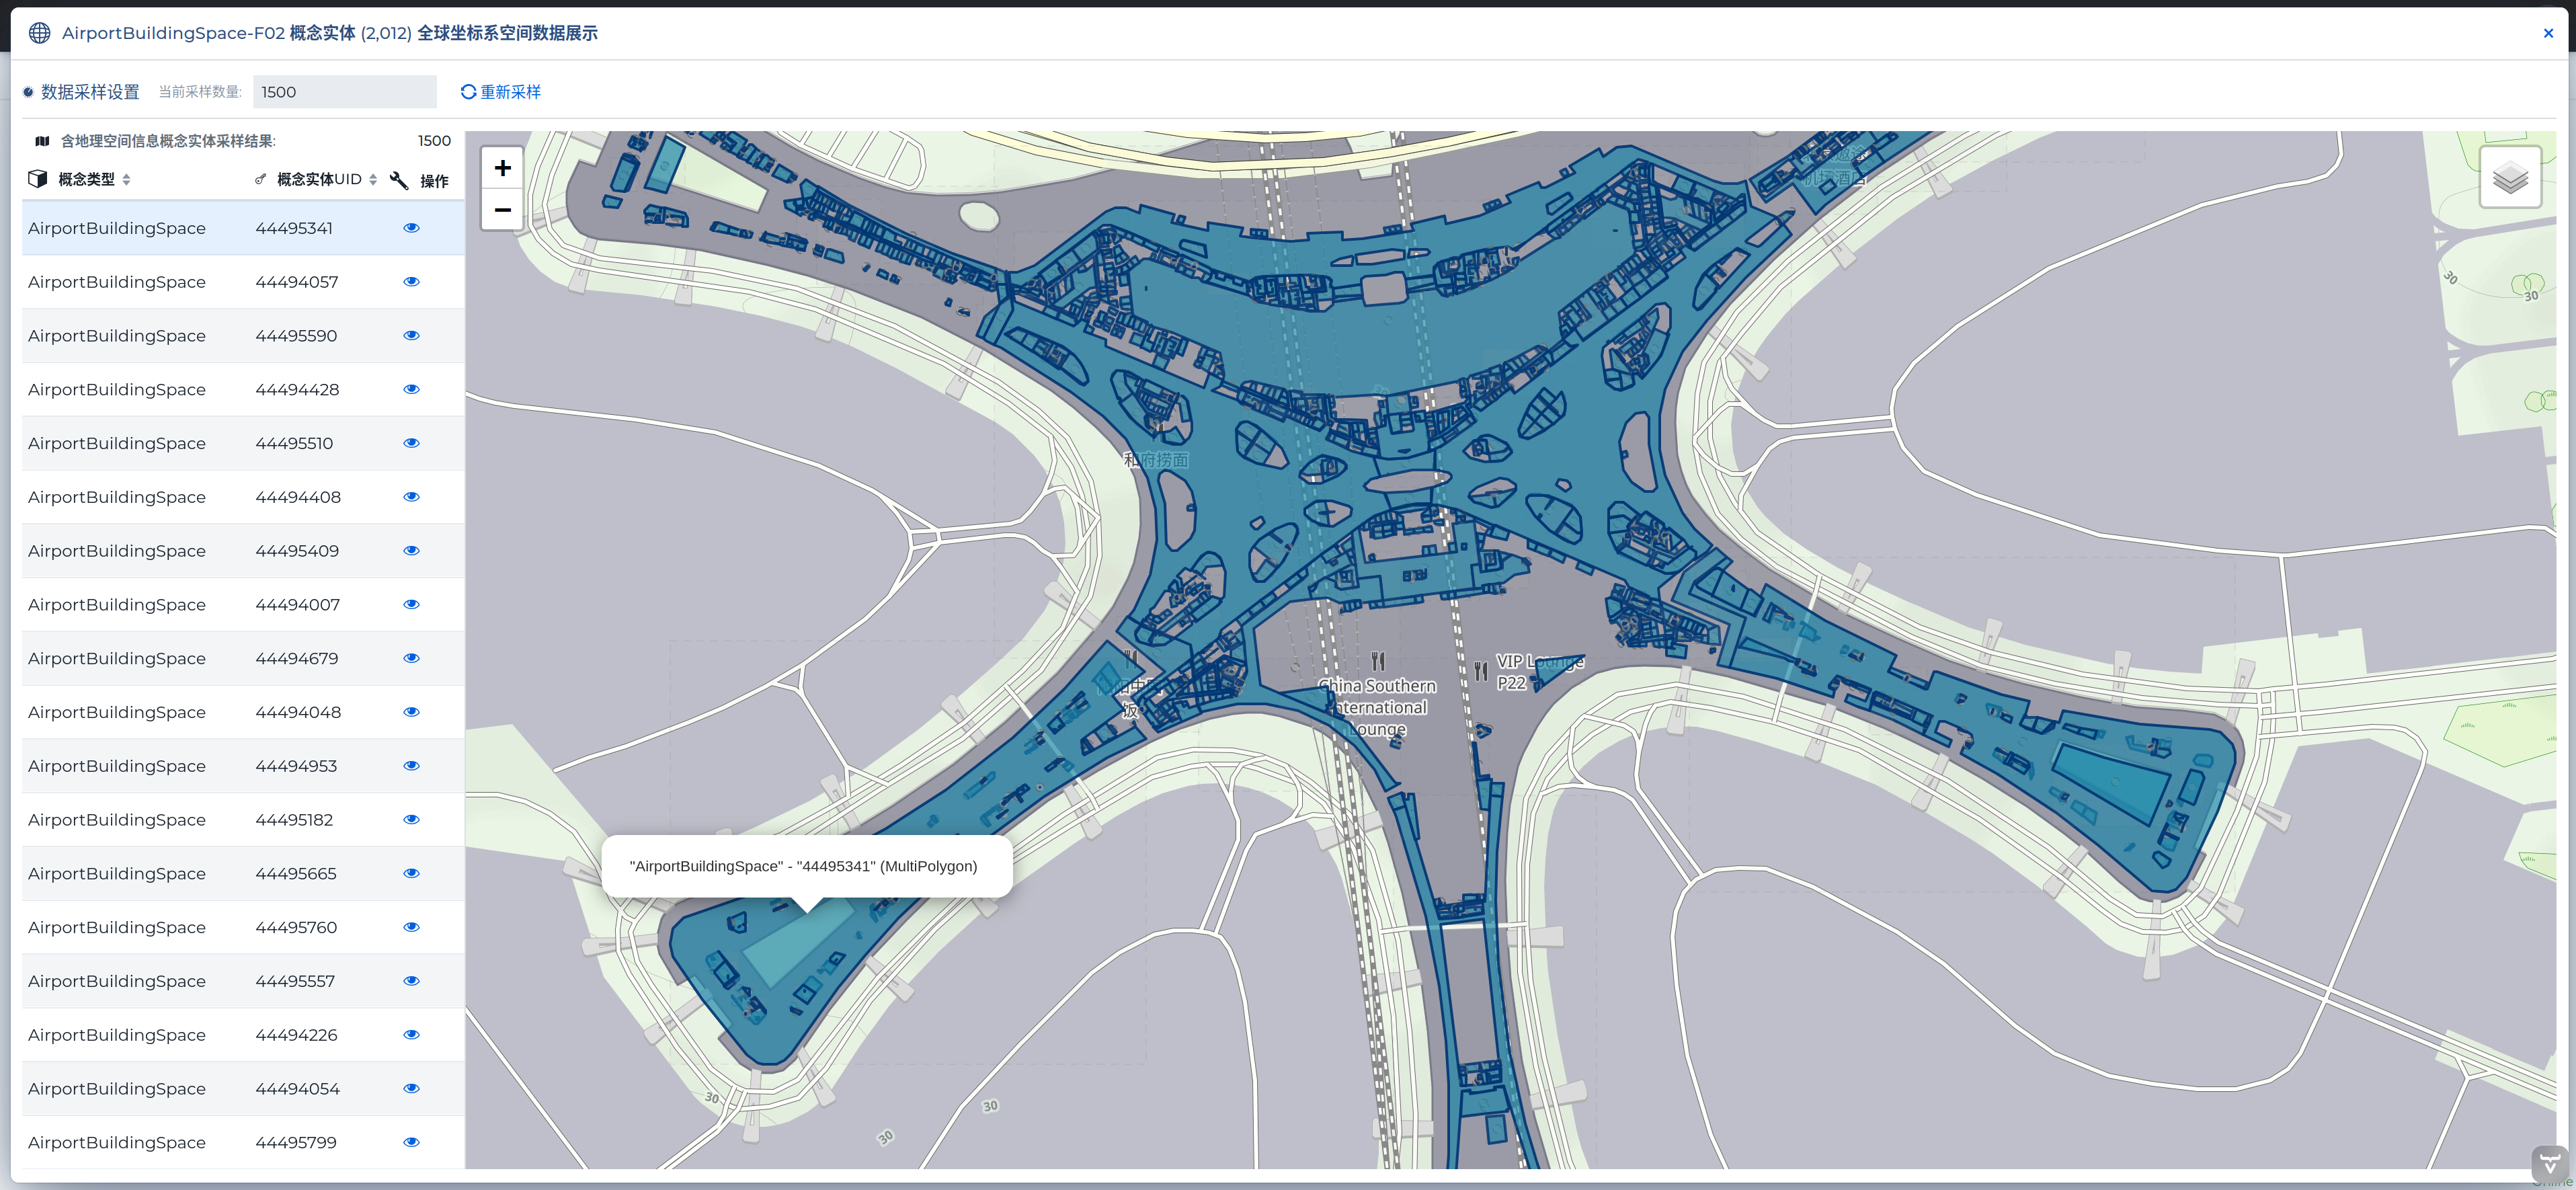 AirportBuildingSpace-F02 概念实体 (2,012) 全球坐标系空间数据展示
×
数据采样设置 当前采样数量: 1500 重新采样
含地理空间信息概念实体采样结果: 1500
概念类型 概念实体UID 操作
AirportBuildingSpace 44495341
AirportBuildingSpace 44494057
AirportBuildingSpace 44495590
AirportBuildingSpace 44494428
AirportBuildingSpace 44495510
AirportBuildingSpace 44494408
AirportBuildingSpace 44495409
AirportBuildingSpace 44494007
AirportBuildingSpace 44494679
AirportBuildingSpace 44494048
AirportBuildingSpace 44494953
AirportBuildingSpace 44495182
AirportBuildingSpace 44495665
AirportBuildingSpace 44495760
AirportBuildingSpace 44495557
AirportBuildingSpace 44494226
AirportBuildingSpace 44494054
AirportBuildingSpace 44495799
+
−
机场酒店
30
30
和府捞面
VIP Lounge
P22
China Southern
International
Lounge
饭
"AirportBuildingSpace" - "44495341" (MultiPolygon)
30
30
30